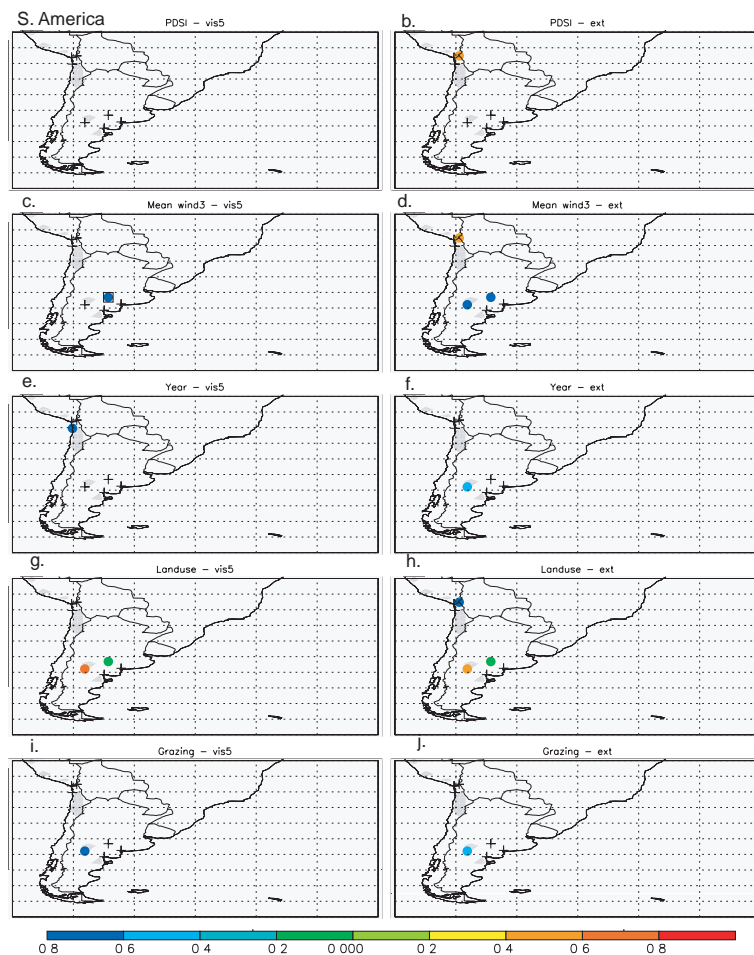 S. America
PDSI - vis5
b.
PDSI - ext
c.
Mean wind3 - vis5
d.
Mean wind3 - ext
e.
Year - vis5
f.
Year - ext
g.
Landuse - vis5
h.
Landuse - ext
i.
Grazing - vis5
j.
Grazing - ext
0 8 0 6 0 4 0 2 0 000 0 2 0 4 0 6 0 8